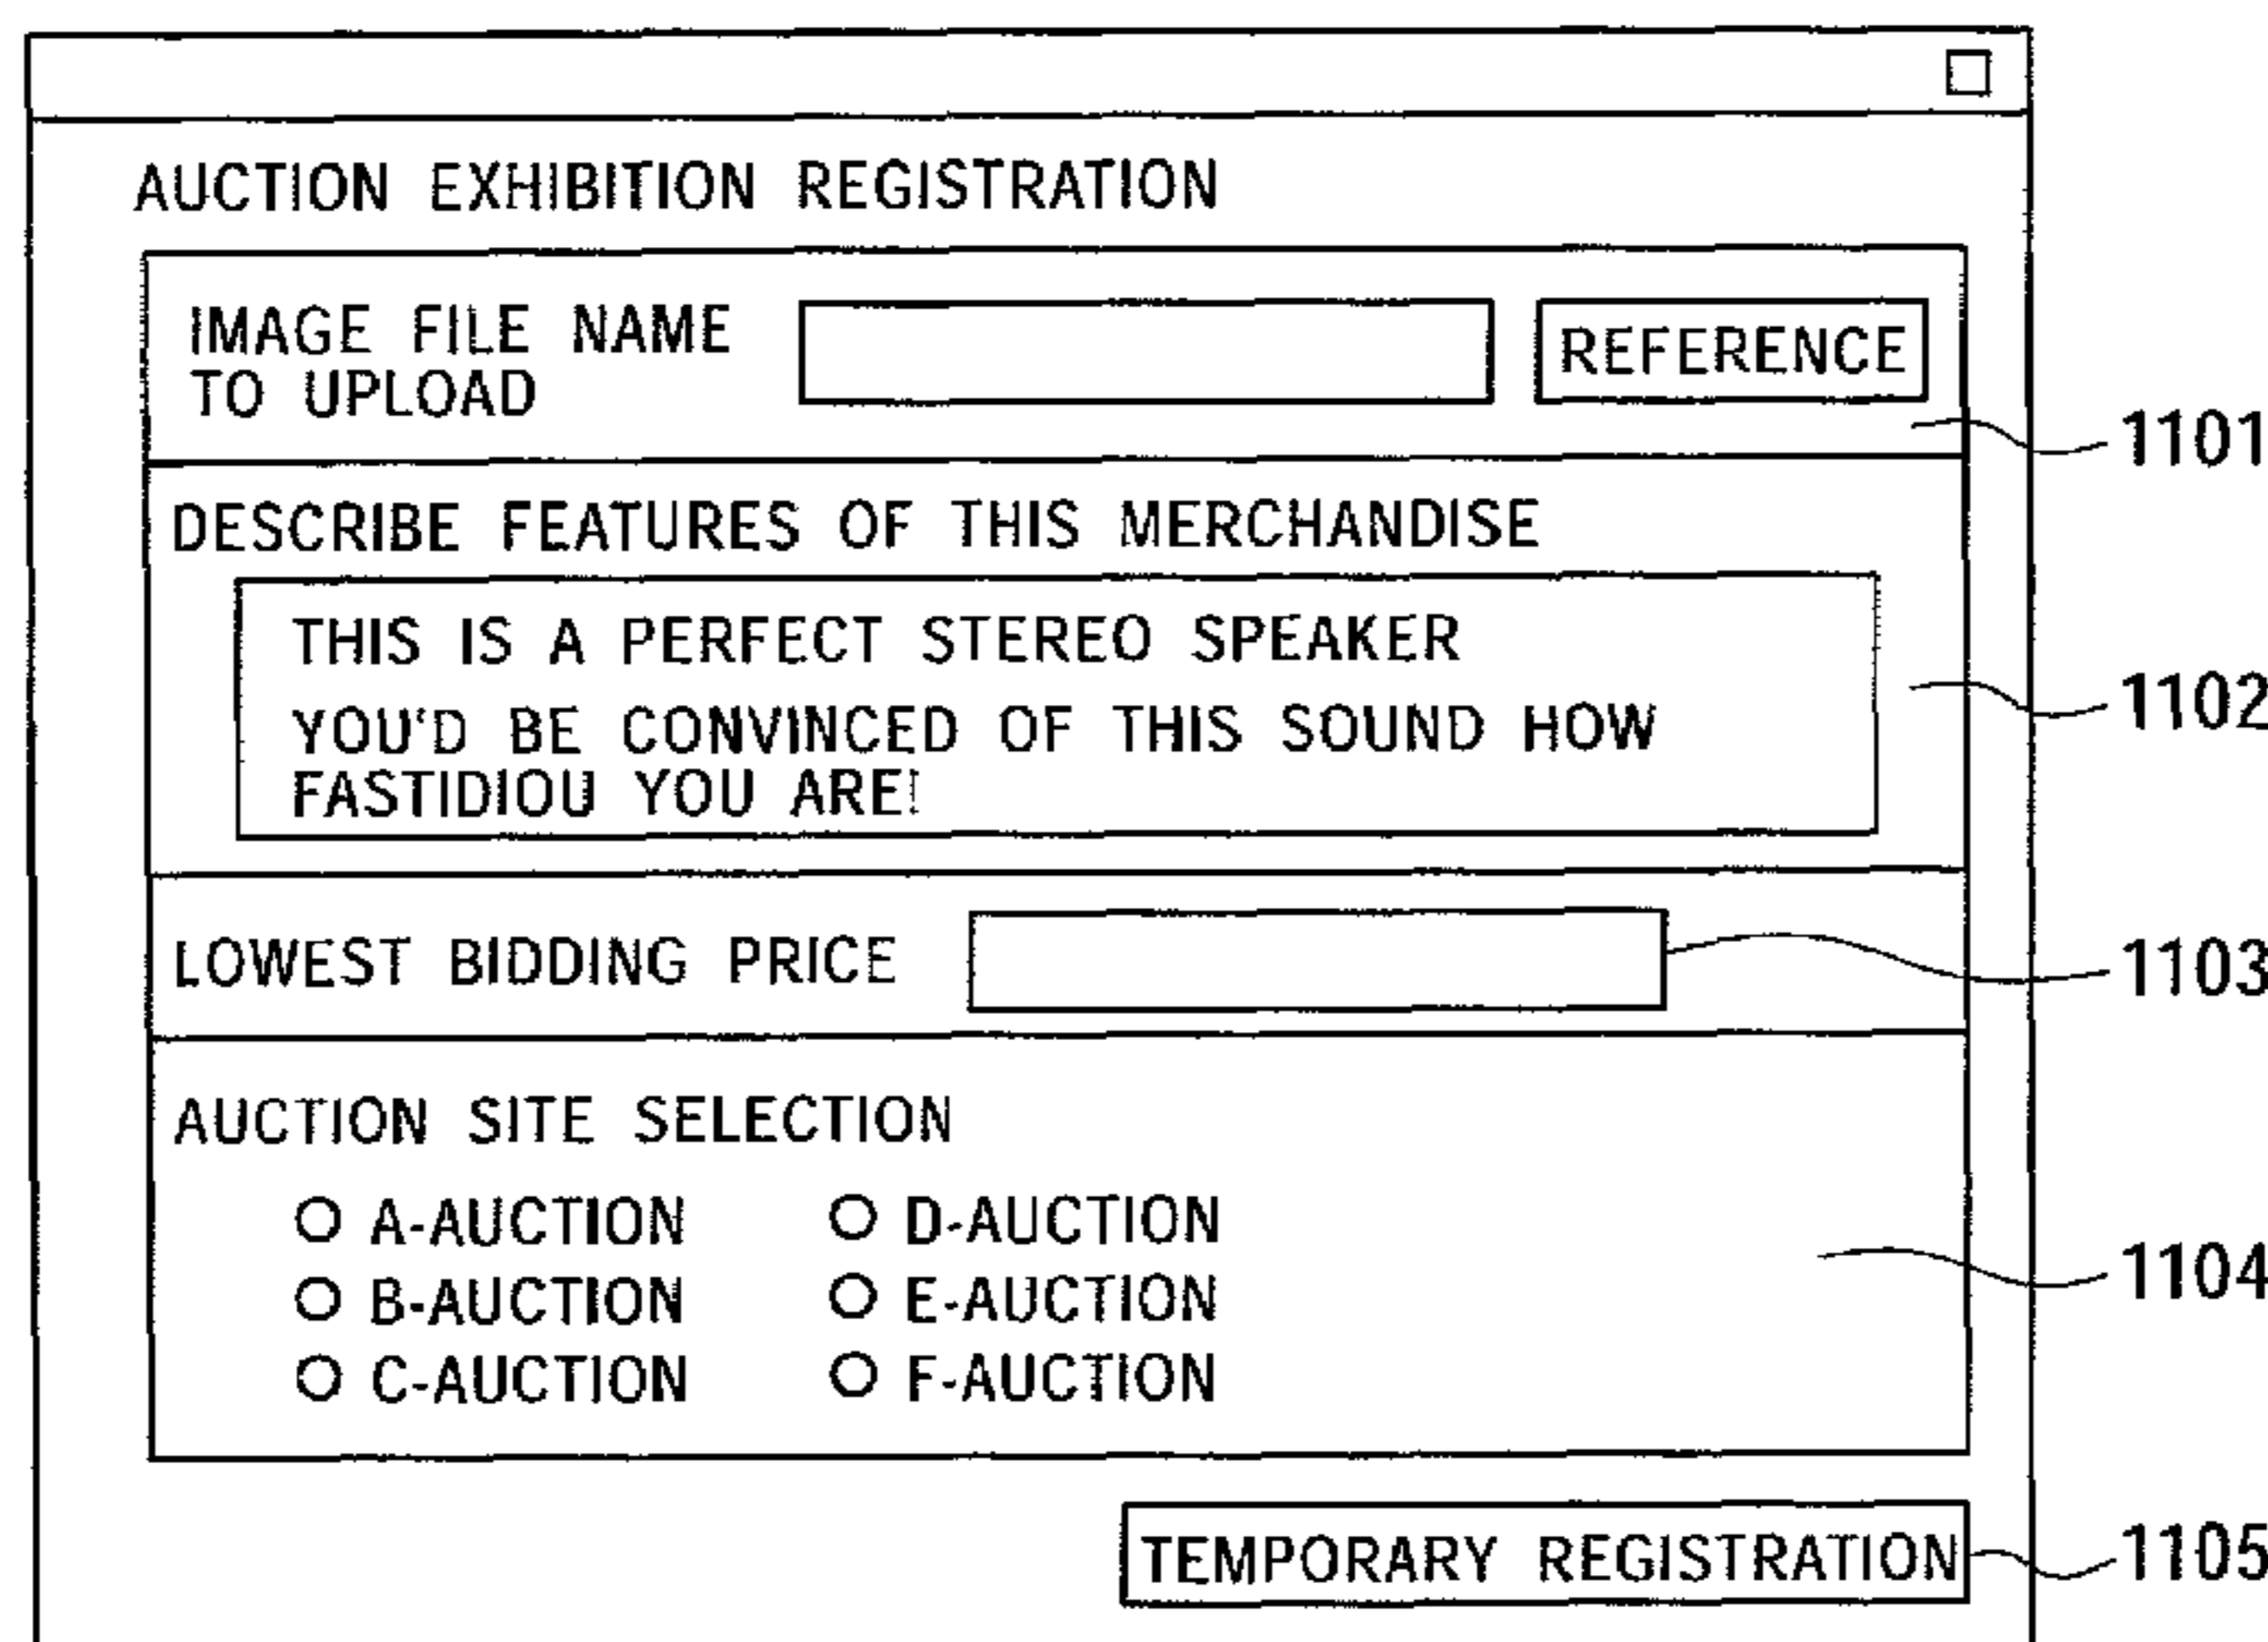 AUCTION EXHIBITION REGISTRATION
IMAGE FILE NAME
TO UPLOAD
REFERENCE
1101
DESCRIBE FEATURES OF THIS MERCHANDISE
THIS IS A PERFECT STEREO SPEAKER
1102
YOU'D BE CONVINCED OF THIS SOUND HOW
FASTIDIOU YOU ARE!
LOWEST BIDDING PRICE
1103
AUCTION SITE SELECTION
A-AUCTION D-AUCTION
B-AUCTION E-AUCTION
1104
C-AUCTION F-AUCTION
TEMPORARY REGISTRATION
1105